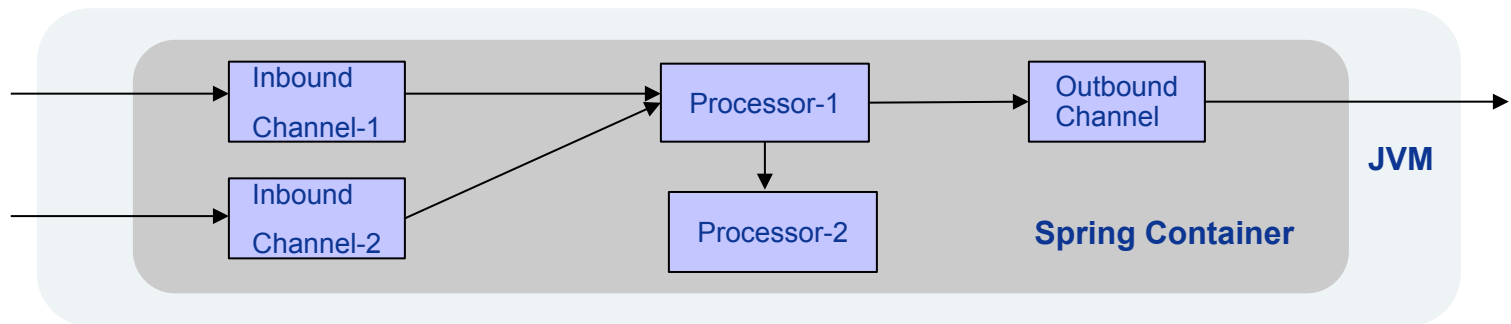 Inbound
Channel-1
Processor-1
Outbound
Channel
JVM
Inbound
Channel-2
Processor-2
Spring Container